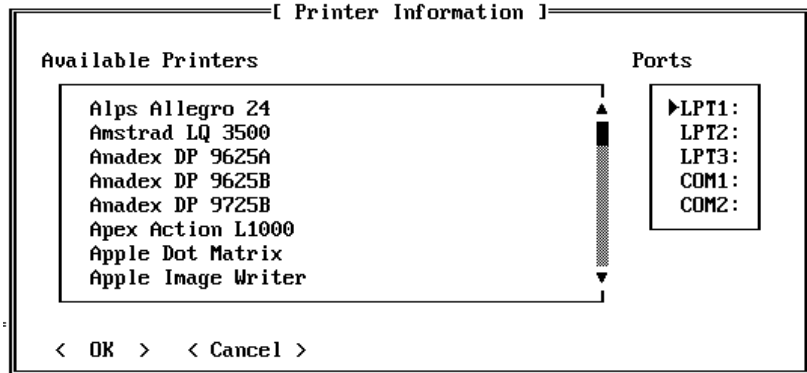 [ Printer Information ]
Available Printers
Ports
Alps Allegro 24
Amstrad LQ 3500
Anadex DP 9625A
Anadex DP 9625B
Anadex DP 9725B
Apex Action L1000
Apple Dot Matrix
Apple Image Writer
LPT1:
LPT2:
LPT3:
COM1:
COM2:
< OK > < Cancel >